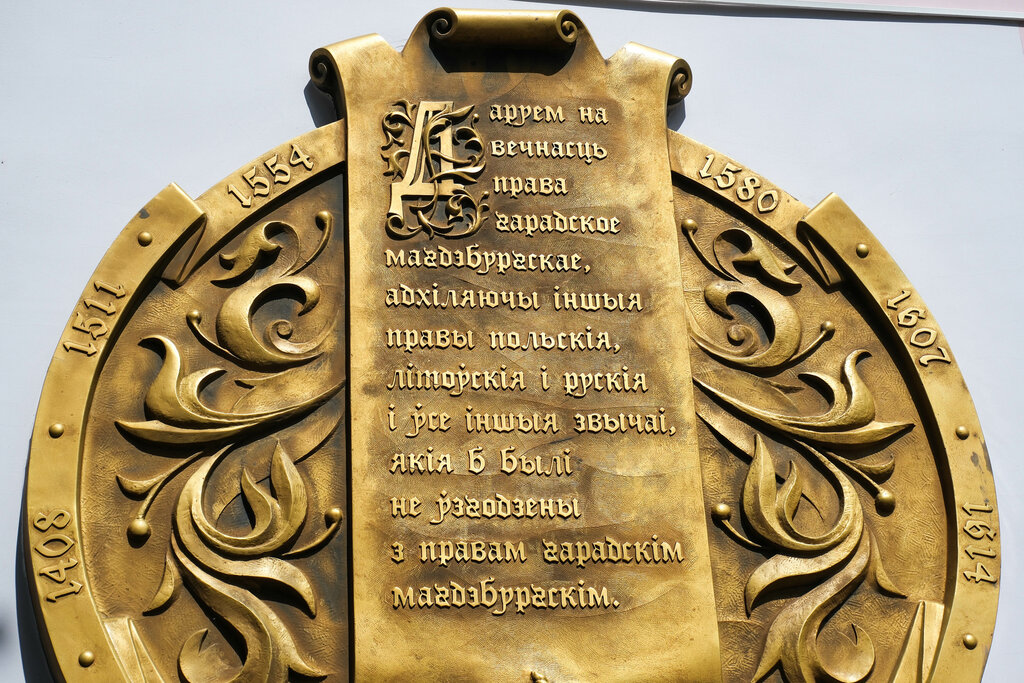 Даруем на
вечнасць
права
гарадское
магдэбургскае,
адхіляючы іншыя
правы польскія,
літоўскія і рускія
і ўсе іншыя звычаі,
якія б былі
не ўзгодзены
з правам гарадскім
магдэбургскім.
1408
1511
1554
1580
1607
1614